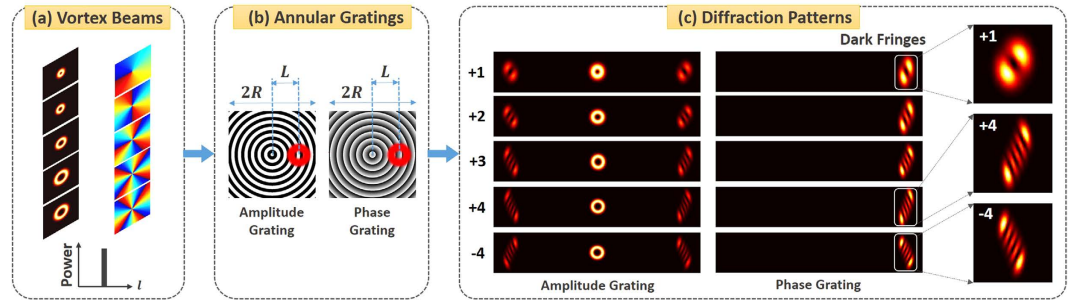 (a) Vortex Beams
Power
l
(b) Annular Gratings
L
L
2R
2R
Amplitude
Grating
Phase
Grating
(c) Diffraction Patterns
Dark Fringes
+1
+2
+3
+4
-4
Amplitude Grating
Phase Grating
+1
+4
-4